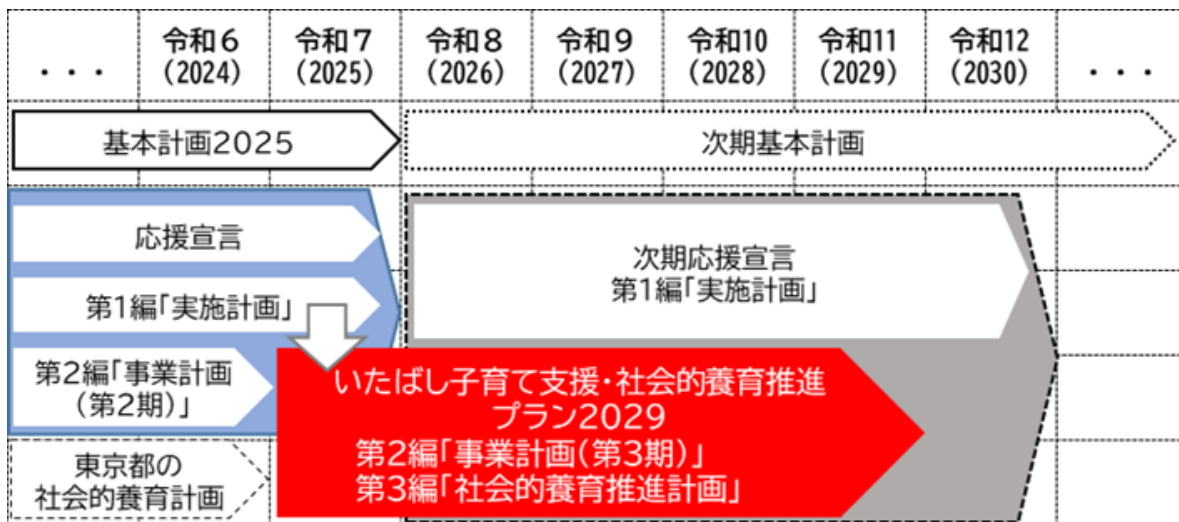 ・・・
令和6
(2024)
令和7
(2025)
令和8
(2026)
令和9
(2027)
令和10
(2028)
令和11
(2029)
令和12
(2030)
・・・
基本計画2025
次期基本計画
応援宣言
第1編「実施計画」
第2編「事業計画
(第2期)」
東京都の
社会的養育計画
次期応援宣言
第1編「実施計画」
いたばし子育て支援・社会的養育推進
プラン2029
第2編「事業計画(第3期)」
第3編「社会的養育推進計画」